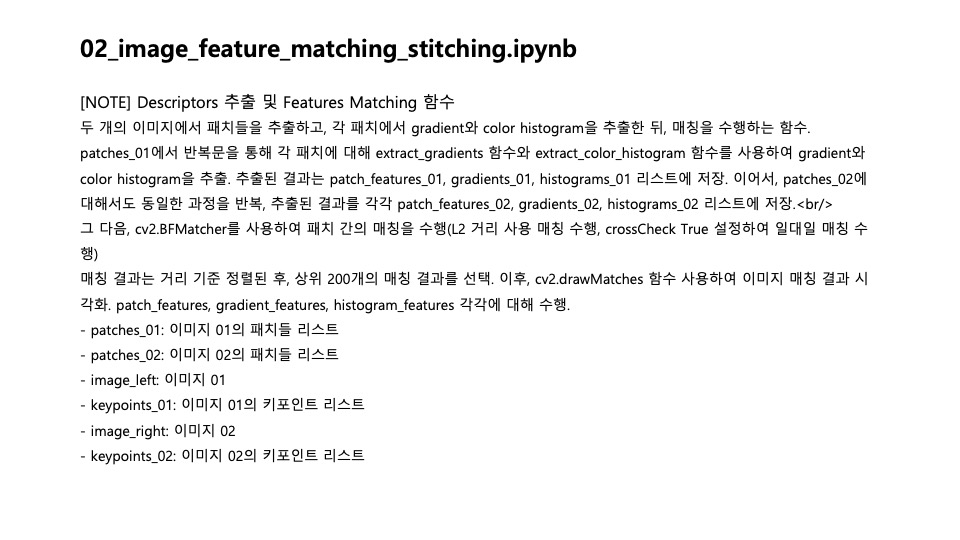 02_image_feature_matching_stitching.ipynb
[NOTE] Descriptors 추출 및 Features Matching 함수
두 개의 이미지에서 패치들을 추출하고, 각 패치에서 gradient와 color histogram을 추출한 뒤, 매칭을 수행하는 함수.
patches_01에서 반복문을 통해 각 패치에 대해 extract_gradients 함수와 extract_color_histogram 함수를 사용하여 gradient와
color histogram을 추출. 추출된 결과는 patch_features_01, gradients_01, histograms_01 리스트에 저장. 이어서, patches_02에
대해서도 동일한 과정을 반복, 추출된 결과를 각각 patch_features_02, gradients_02, histograms_02 리스트에 저장.<br/>
그 다음, cv2.BFMatcher를 사용하여 패치 간의 매칭을 수행(L2 거리 사용 매칭 수행, crossCheck True 설정하여 일대일 매칭 수
행)
매칭 결과는 거리 기준 정렬된 후, 상위 200개의 매칭 결과를 선택. 이후, cv2.drawMatches 함수 사용하여 이미지 매칭 결과 시
각화. patch_features, gradient_features, histogram_features 각각에 대해 수행.
- patches_01: 이미지 01의 패치들 리스트
- patches_02: 이미지 02의 패치들 리스트
- image_left: 이미지 01
- keypoints_01: 이미지 01의 키포인트 리스트
- image_right: 이미지 02
- keypoints_02: 이미지 02의 키포인트 리스트